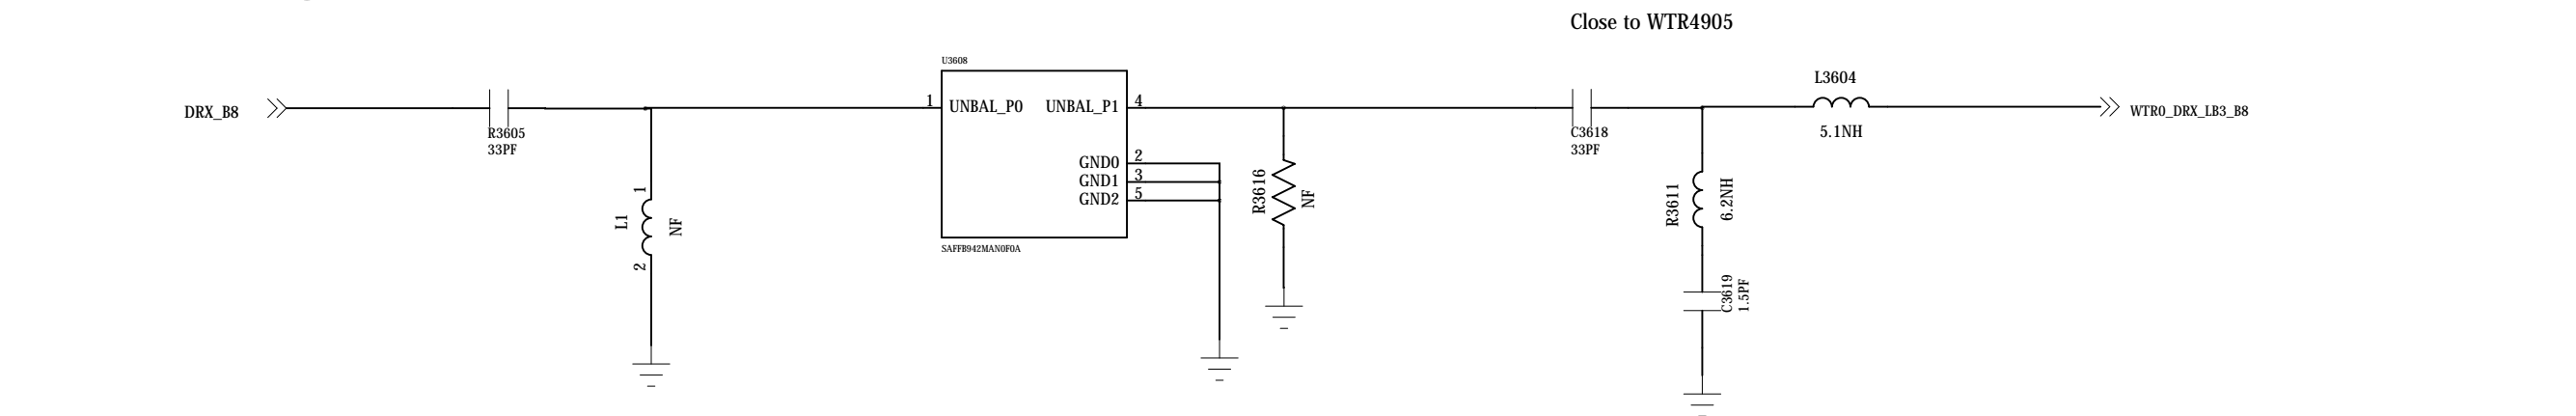 Close to WTR4905
U3608
L3604
DRX_B8
1
UNBAL_P0
UNBAL_P1
4
R3605
33PF
C3618
33PF
5.1NH
WTR0_DRX_LB3_B8
GND0
2
GND1
3
GND2
5
1
L1
NF
2
R3616
NF
R3611
6.2NH
SAFFB942MAN0F0A
C3619
1.5PF